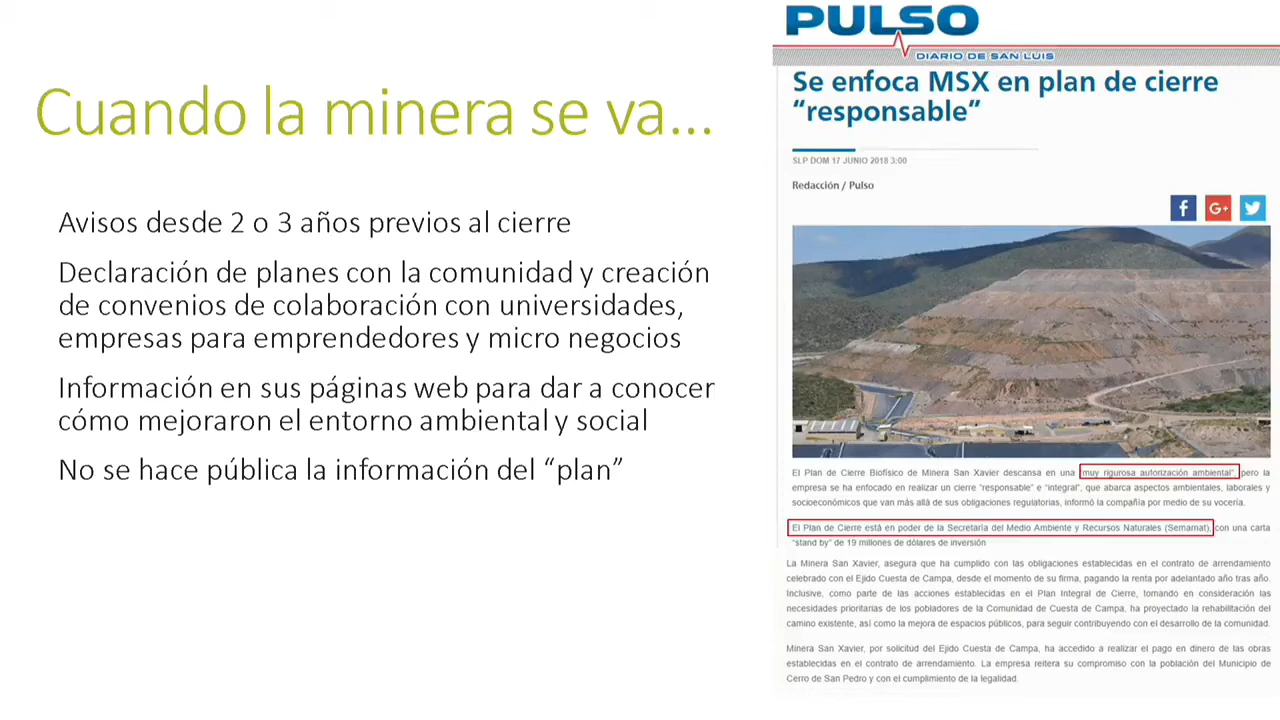 Cuando la minera se va...
Avisos desde 2 o 3 años previos al cierre
Declaración de planes con la comunidad y creación
de convenios de colaboración con universidades,
empresas para emprendedores y micro negocios
Información en sus páginas web para dar a conocer
cómo mejoraron el entorno ambiental y social
No se hace pública la información del “plan”
PULSO
DIARIO DE SAN LUIS
Se enfoca MSX en plan de cierre
“responsable”
SLP DOM 17 JUNIO 2018 3:00
Redacción / Pulso
f G+
El Plan de Cierre Biofísico de Minera San Xavier descansa en una “muy rigurosa autorización ambiental”, pero la
empresa se ha enfocado en realizar un cierre “responsable” e “integral”, que abarca aspectos ambientales, laborales y
socioeconómicos que van más allá de sus obligaciones regulatorias, informó la compañía por medio de su vocería.
El Plan de Cierre está en poder de la Secretaría del Medio Ambiente y Recursos Naturales (Semarnat), con una carta
“stand by” de 19 millones de dólares de inversión
La Minera San Xavier, asegura que ha cumplido con las obligaciones establecidas en el contrato de arrendamiento
celebrado con el Ejido Cuesta de Campa, desde el momento de su firma, pagando la renta por adelantado año tras año.
Inclusive, como parte de las acciones establecidas en el Plan Integral de Cierre, tomando en consideración las
necesidades prioritarias de los pobladores de la Comunidad de Cuesta de Campa, ha proyectado la rehabilitación del
camino existente, así como la mejora de espacios públicos, para seguir contribuyendo con el desarrollo de la comunidad.
Minera San Xavier, por solicitud del Ejido Cuesta de Campa, ha accedido a realizar el pago en dinero de las obras
establecidas en el contrato de arrendamiento. La empresa reitera su compromiso con la población del Municipio de
Cerro de San Pedro y con el cumplimiento de la legalidad.